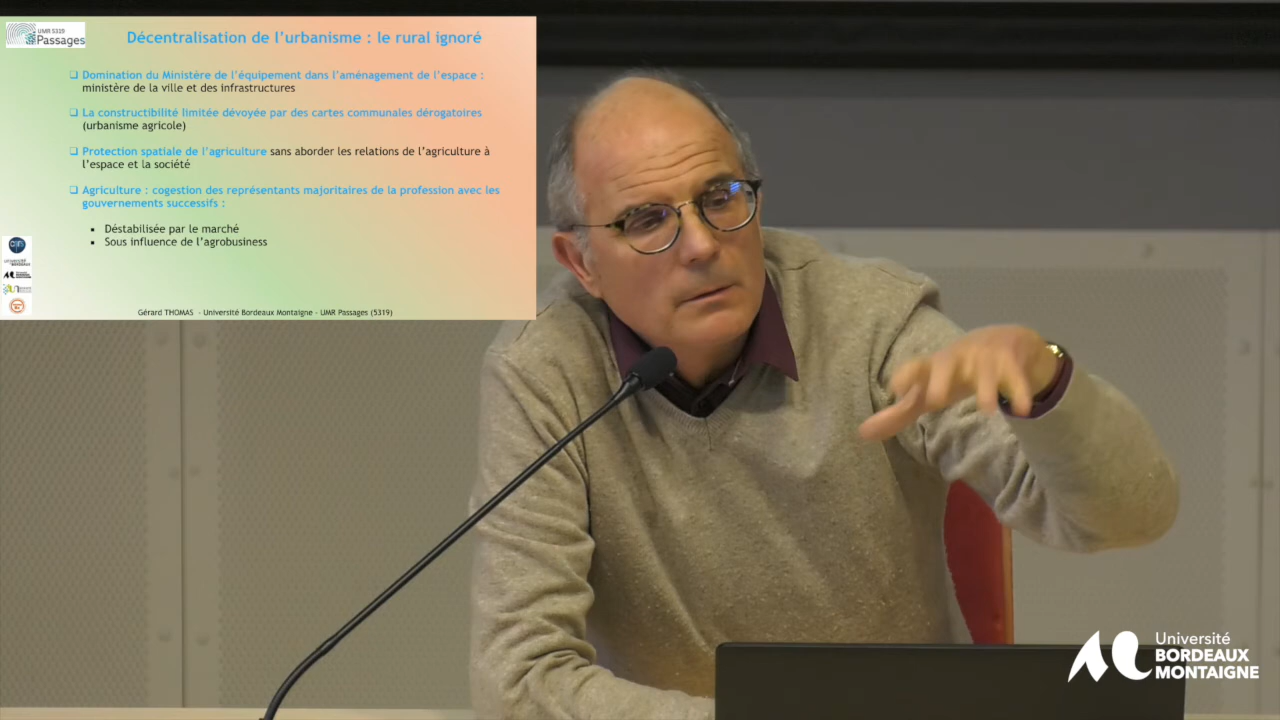 UMR 5319
Passages
Décentralisation de l'urbanisme : le rural ignoré
❑ Domination du Ministère de l'équipement dans l'aménagement de l'espace :
ministère de la ville et des infrastructures
❑ La constructibilité limitée dévoyée par des cartes communales dérogatoires
(urbanisme agricole)
❑ Protection spatiale de l'agriculture sans aborder les relations de l'agriculture à
l'espace et la société
❑ Agriculture : cogestion des représentants majoritaires de la profession avec les
gouvernements successifs :
▪ Déstabilisée par le marché
▪ Sous influence de l'agrobusiness
Gérard THOMAS - Université Bordeaux Montaigne - UMR Passages (5319)
Université
BORDEAUX
MONTAIGNE